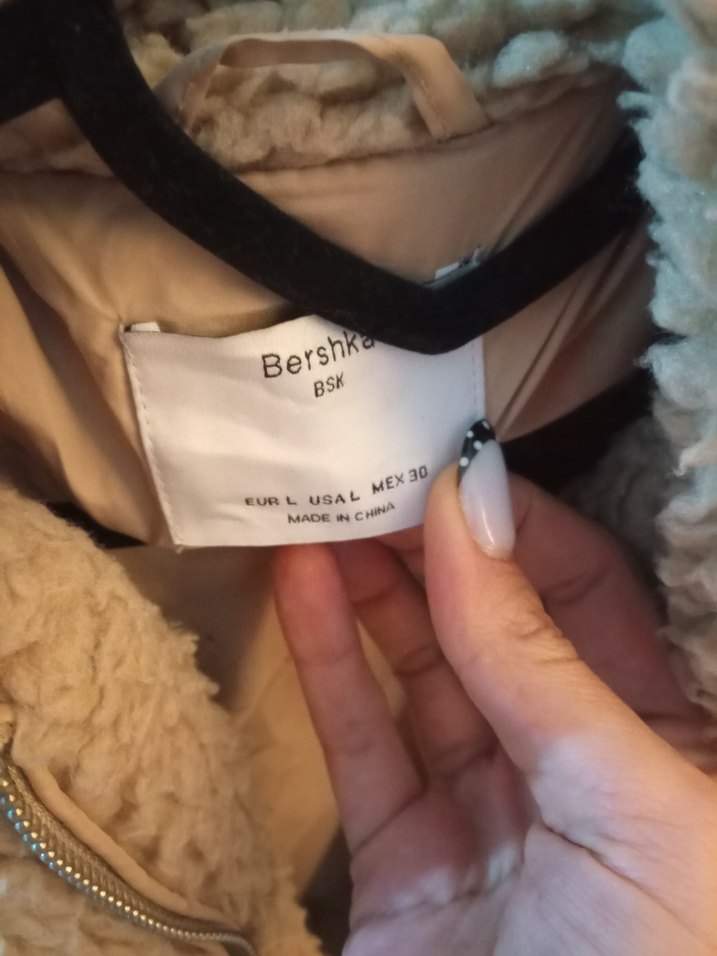 Bershka
BSK
EUR L USA L MEX 30
MADE IN CHINA